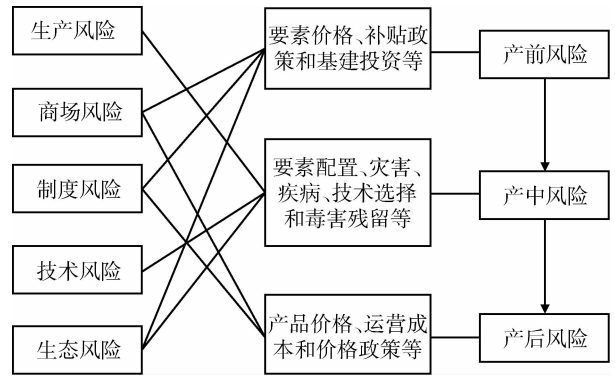 生产风险
商场风险
制度风险
技术风险
生态风险
要素价格、补贴政
策和基建投资等
要素配置、灾害、
疾病、技术选择
和毒害残留等
产品价格、运营成
本和价格政策等
产前风险
产中风险
产后风险